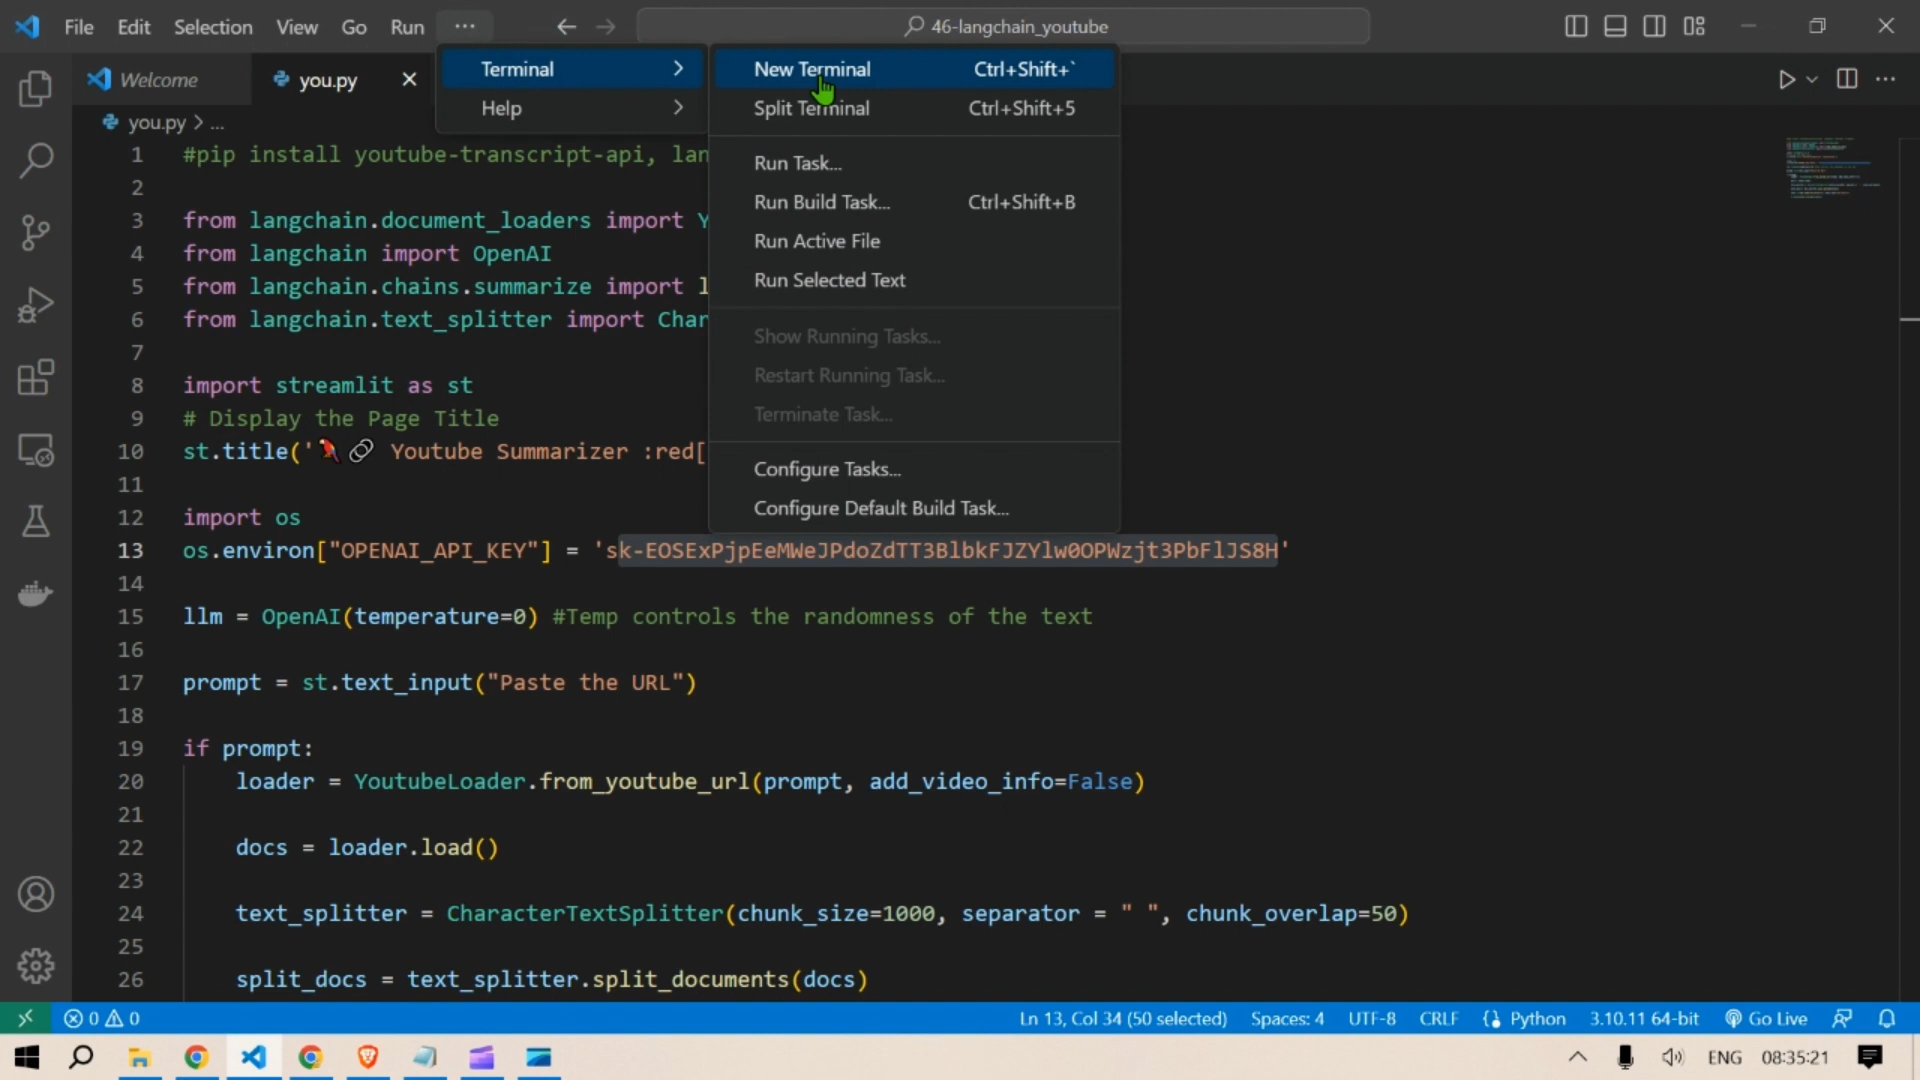 File Edit Selection View Go Run ... 46-langchain_youtube
Welcome you.py
Terminal
Help
New Terminal Ctrl+Shift+`
Split Terminal Ctrl+Shift+5
Run Task...
Run Build Task... Ctrl+Shift+B
Run Active File
Run Selected Text
Show Running Tasks...
Restart Running Task...
Terminate Task...
Configure Tasks...
Configure Default Build Task...
you.py > ...
1 #pip install youtube-transcript-api, lan
2
3 from langchain.document_loaders import Y
4 from langchain import OpenAI
5 from langchain.chains.summarize import l
6 from langchain.text_splitter import Char
7
8 import streamlit as st
9 # Display the Page Title
10 st.title('🦜🔗 Youtube Summarizer :red[
11
12 import os
13 os.environ["OPENAI_API_KEY"] = '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'
14
15 llm = OpenAI(temperature=0) #Temp controls the randomness of the text
16
17 prompt = st.text_input("Paste the URL")
18
19 if prompt:
20 loader = YoutubeLoader.from_youtube_url(prompt, add_video_info=False)
21
22 docs = loader.load()
23
24 text_splitter = CharacterTextSplitter(chunk_size=1000, separator = " ", chunk_overlap=50)
25
26 split_docs = text_splitter.split_documents(docs)
0 0 Ln 13, Col 34 (50 selected) Spaces: 4 UTF-8 CRLF Python 3.10.11 64-bit Go Live
ENG 08:35:21